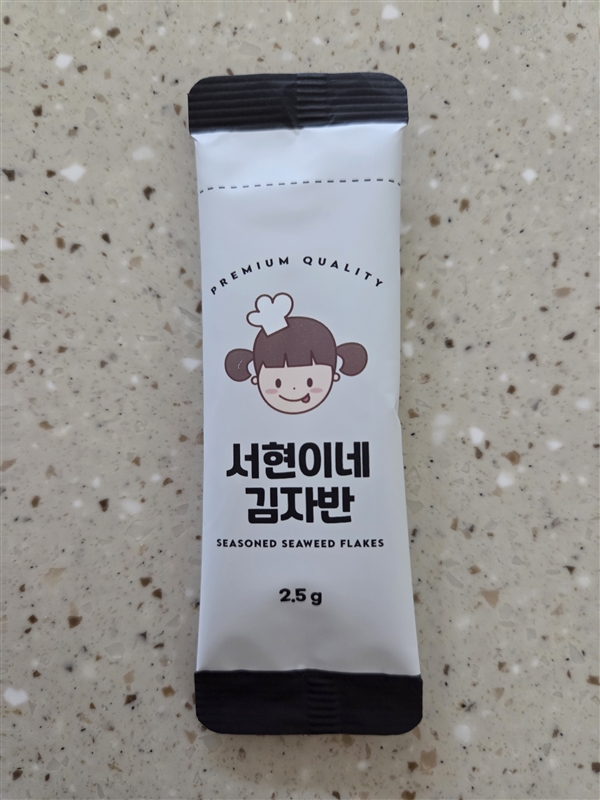 PREMIUM QUALITY
서현이네
김자반
SEASONED SEAWEED FLAKES
2.5 g